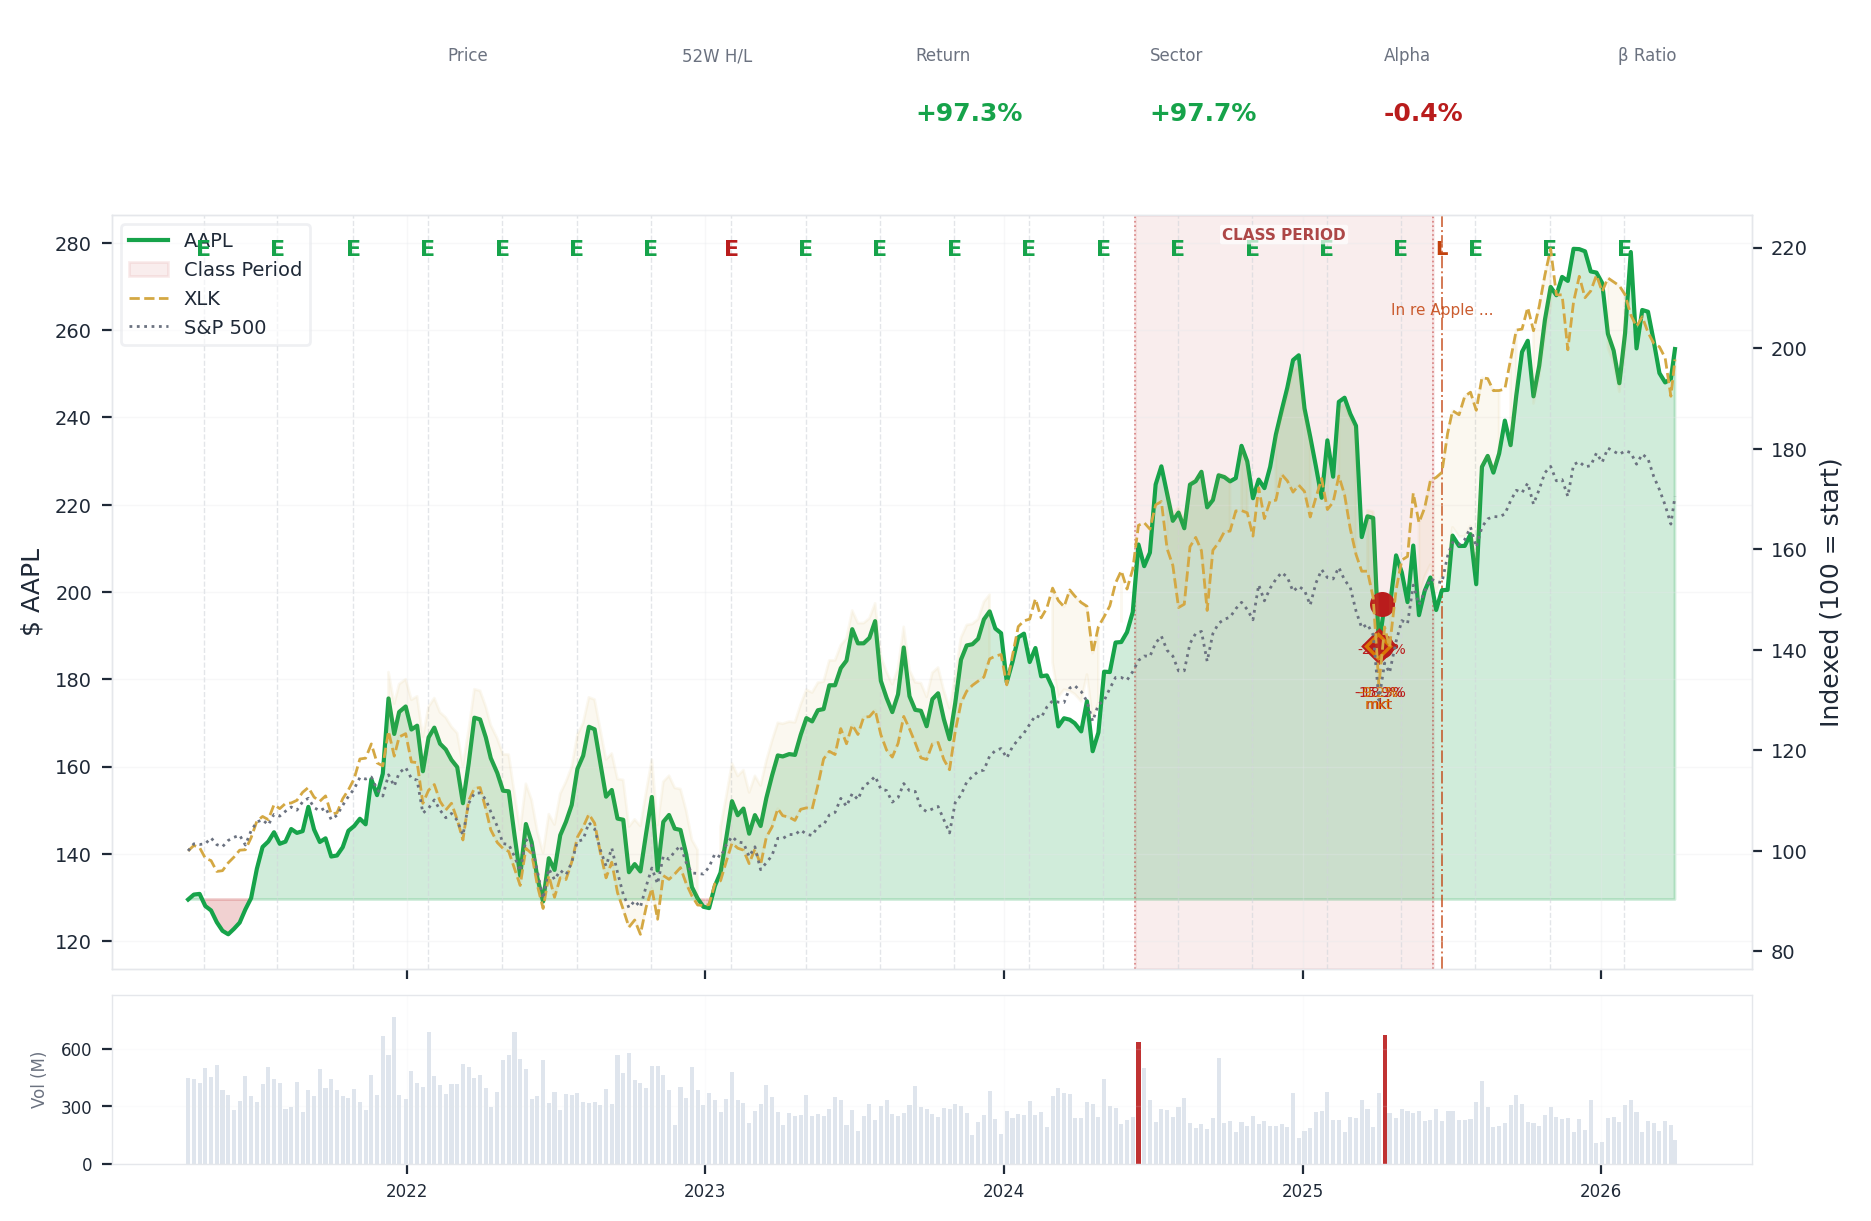 Price 52W H/L Return Sector Alpha β Ratio
+97.3% +97.7% -0.4%
AAPL
Class Period
XLK
S&P 500
E E E E E E E E E E E E E E E E E L E E E
CLASS PERIOD
In re Apple ...
mkt
$ AAPL
280
260
240
220
200
180
160
140
120
Indexed (100 = start)
220
200
180
160
140
120
100
80
Vol (M)
600
300
0
2022 2023 2024 2025 2026